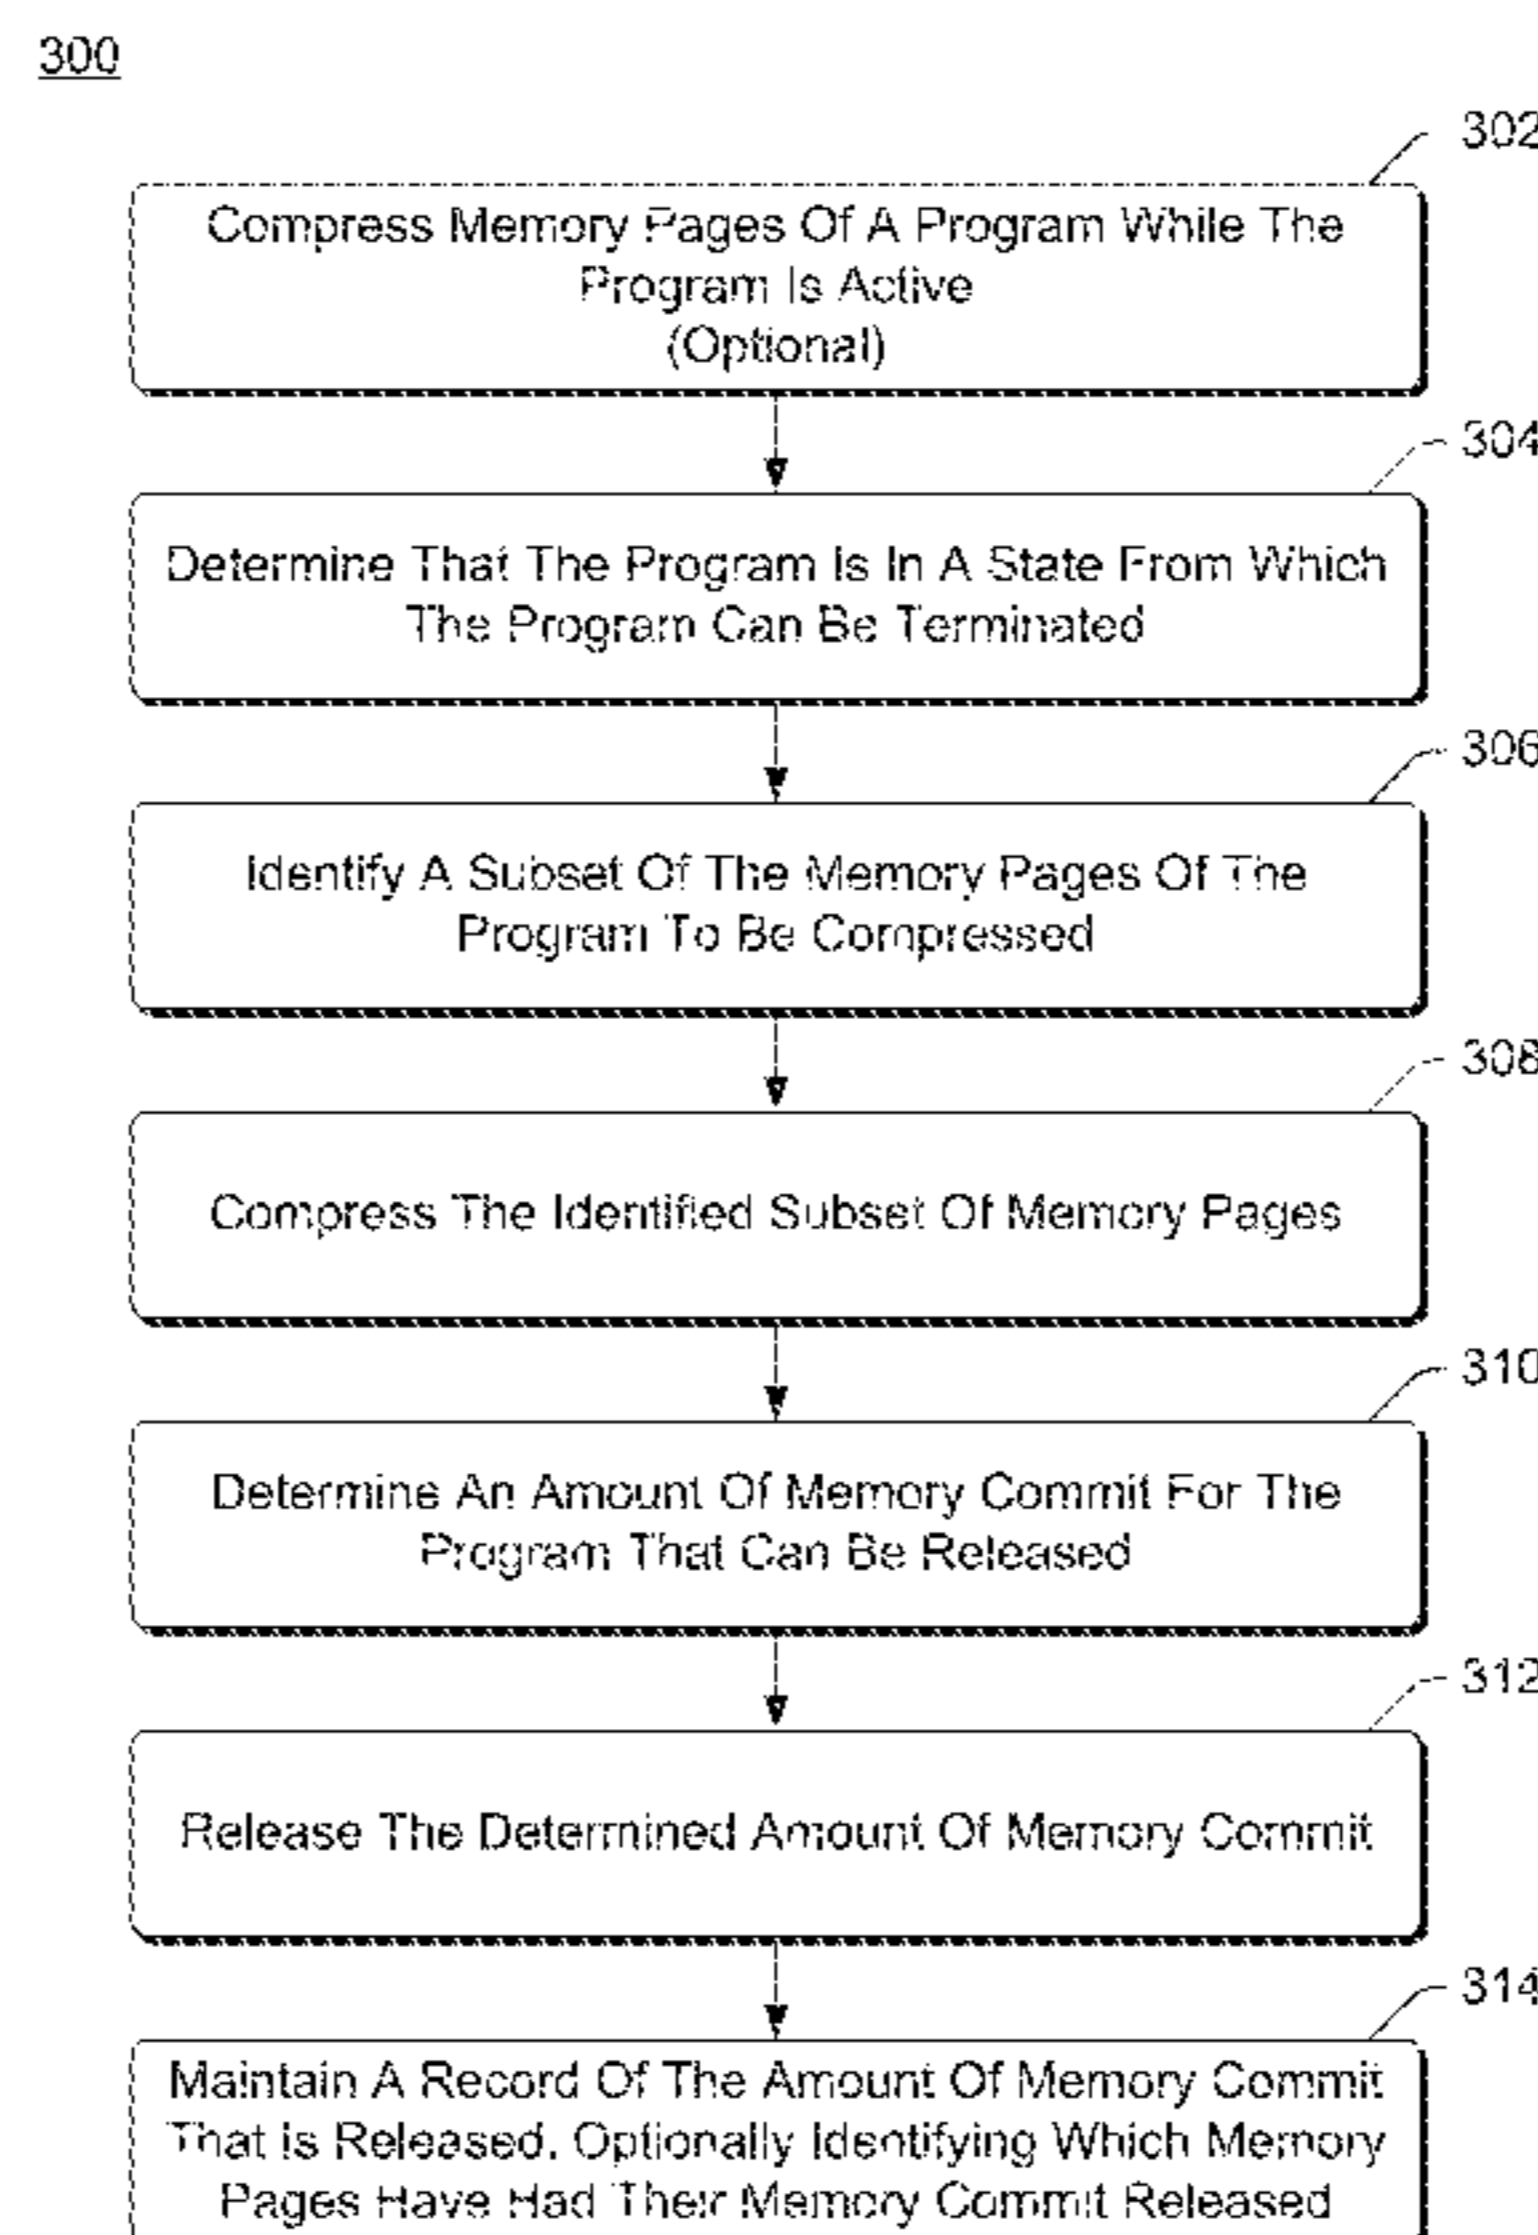 300
302
Compress Memory Pages Of A Program While The
Program Is Active
(Optional)
304
Determine That The Program Is In A State From Which
The Program Can Be Terminated
306
Identify A Subset Of The Memory Pages Of The
Program To Be Compressed
308
Compress The Identified Subset Of Memory Pages
310
Determine An Amount Of Memory Commit For The
Program That Can Be Released
312
Release The Determined Amount Of Memory Commit
314
Maintain A Record Of The Amount Of Memory Commit
That is Released, Optionally Identifying Which Memory
Pages Have Had Their Memory Commit Released